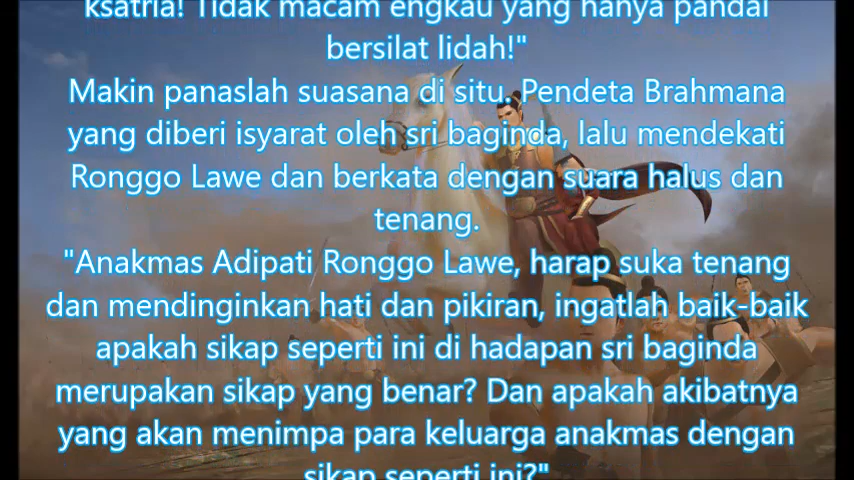 ksatria! Tidak macam engkau yang hanya pandai
bersilat lidah!"
Makin panaslah suasana di situ. Pendeta Brahmana
yang diberi isyarat oleh sri baginda, lalu mendekati
Ronggo Lawe dan berkata dengan suara halus dan
tenang.
"Anakmas Adipati Ronggo Lawe, harap suka tenang
dan mendinginkan hati dan pikiran, ingatlah baik-baik
apakah sikap seperti ini di hadapan sri baginda
merupakan sikap yang benar? Dan apakah akibatnya
yang akan menimpa para keluarga anakmas dengan
sikap seperti ini?"